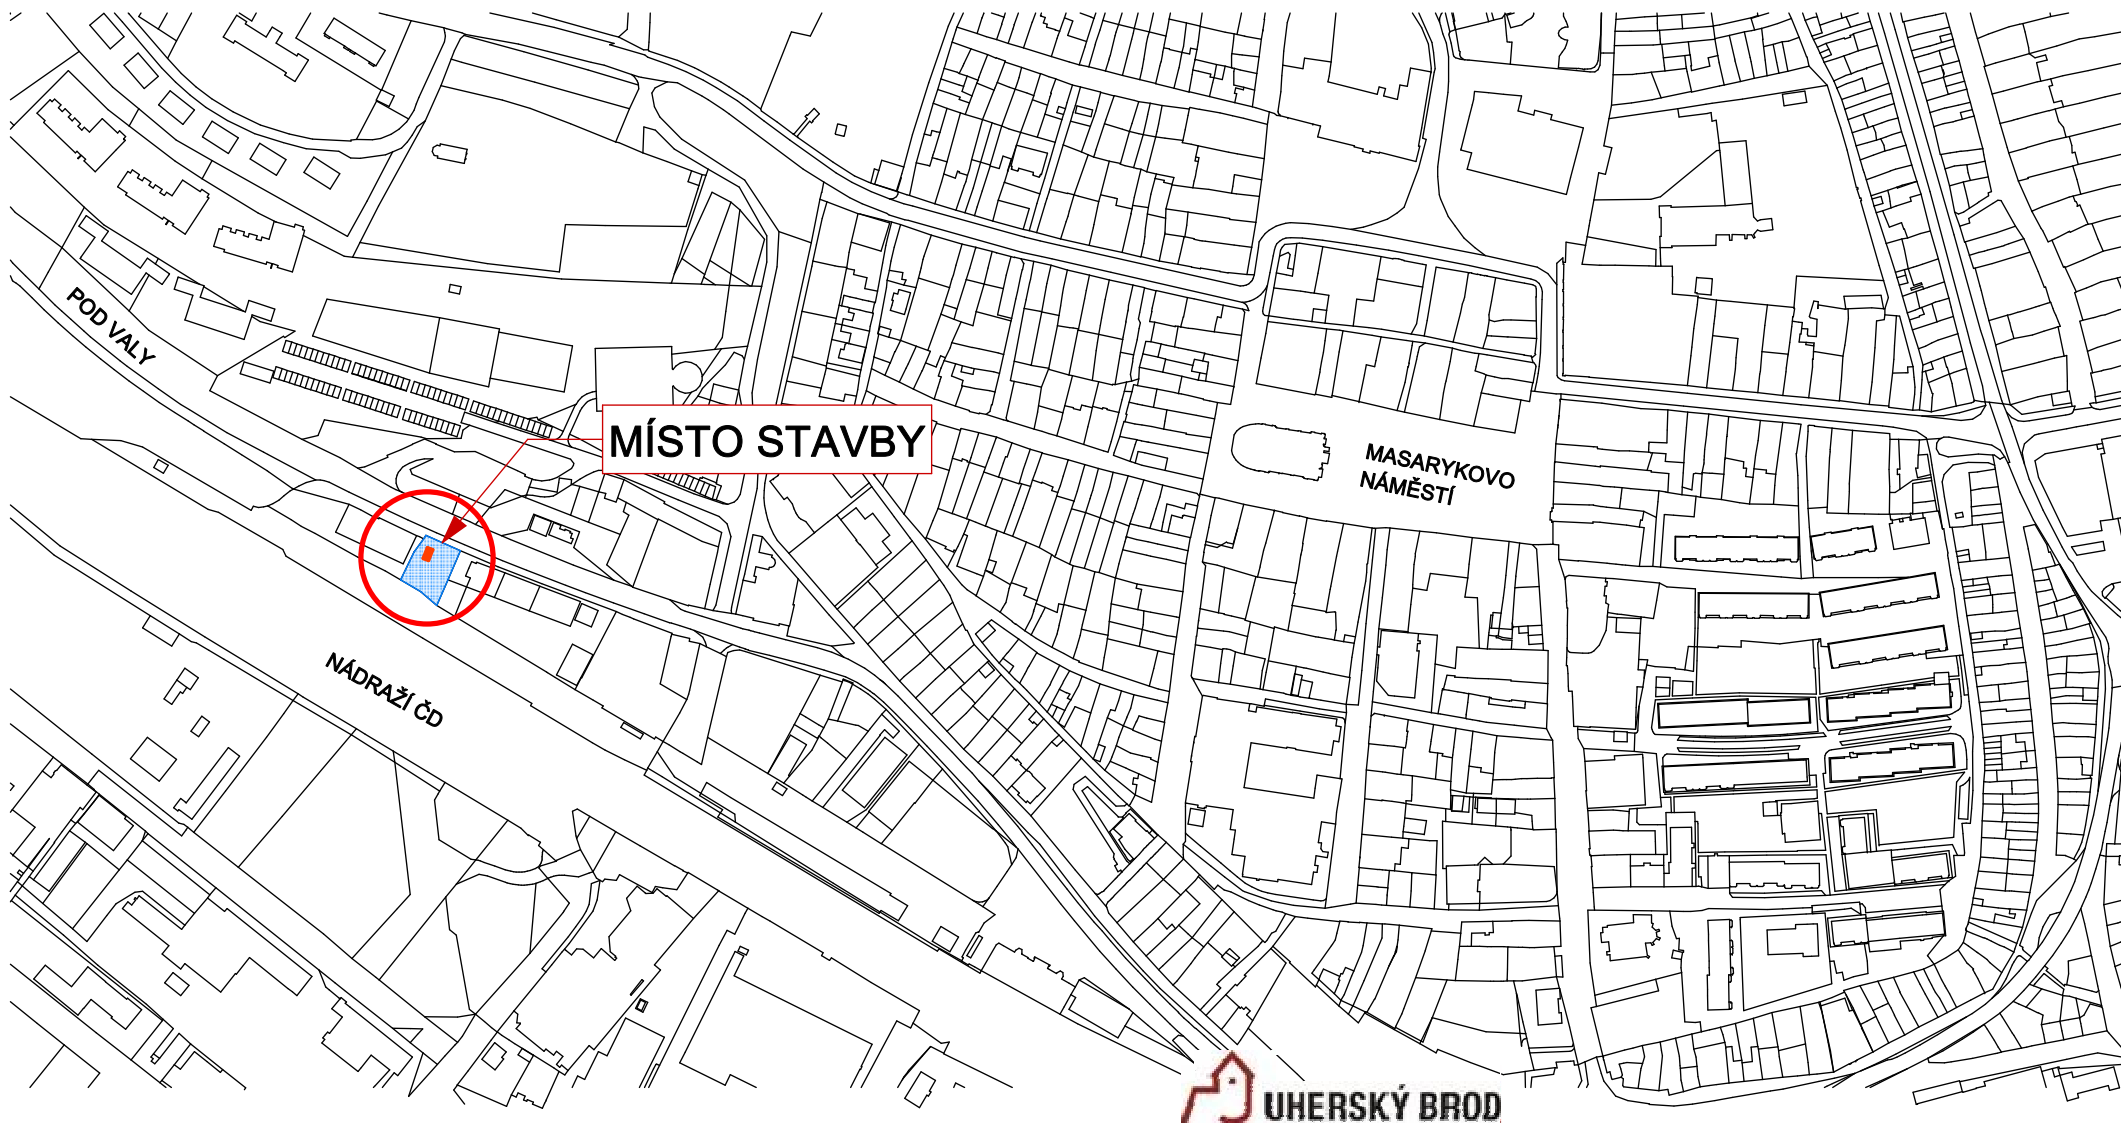 POD VALY
MÍSTO STAVBY
MASARYKOVO
NÁMĚSTÍ
NÁDRAŽÍ ČD
UHERSKÝ BROD